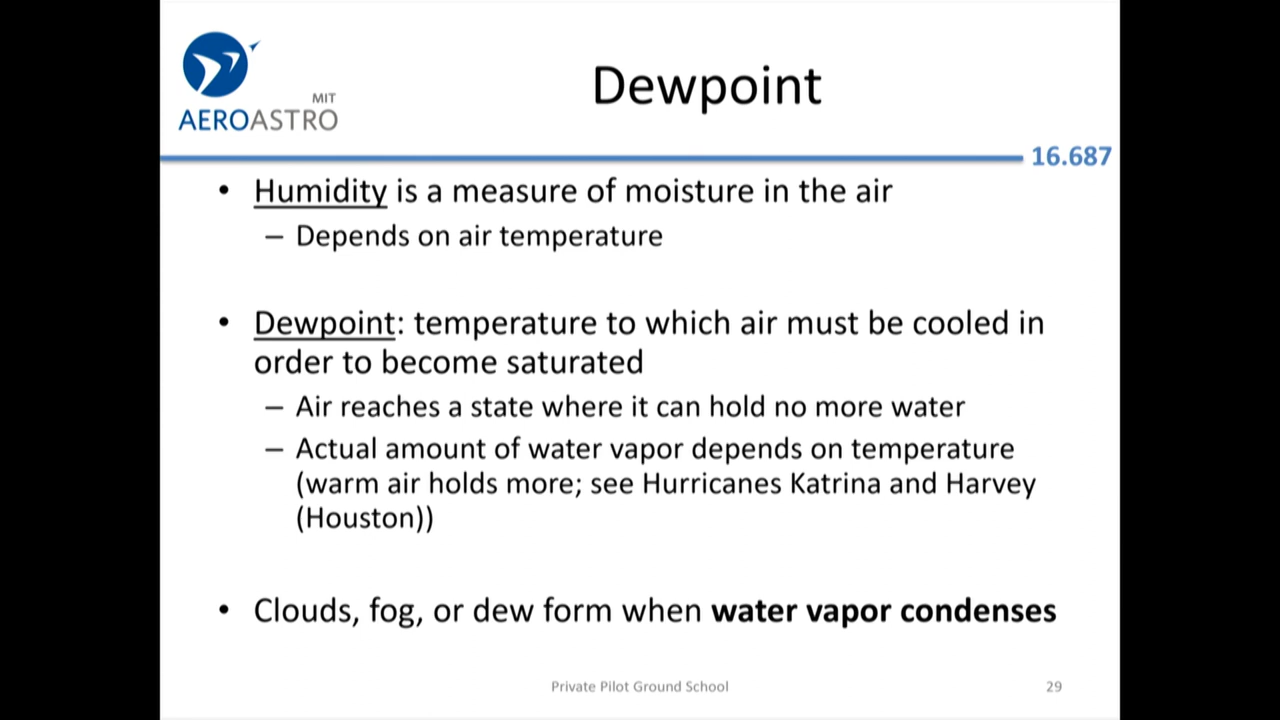 MIT
AEROASTRO
Dewpoint
16.687
• Humidity is a measure of moisture in the air
– Depends on air temperature
• Dewpoint: temperature to which air must be cooled in
order to become saturated
– Air reaches a state where it can hold no more water
– Actual amount of water vapor depends on temperature
(warm air holds more; see Hurricanes Katrina and Harvey
(Houston))
• Clouds, fog, or dew form when water vapor condenses
Private Pilot Ground School
29